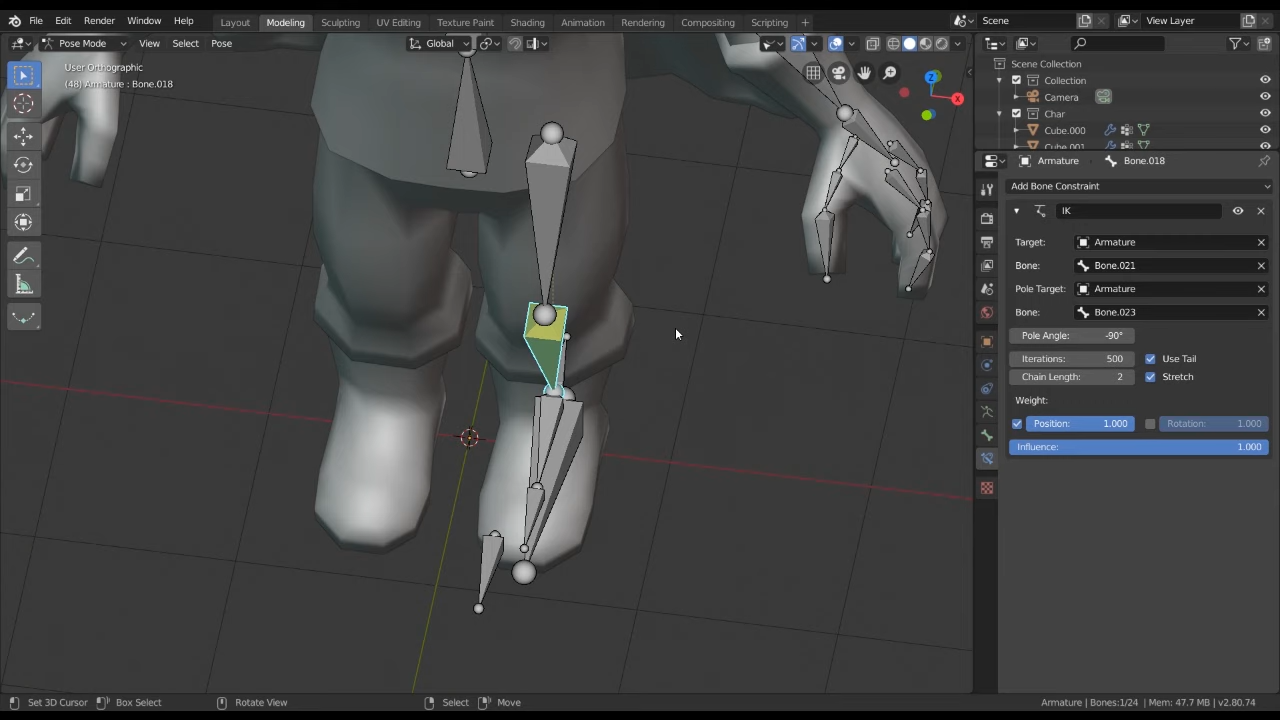 File Edit Render Window Help Layout Modeling Sculpting UV Editing Texture Paint Shading Animation Rendering Compositing Scripting + Scene View Layer
Pose Mode View Select Pose Global
User Orthographic
(48) Armature : Bone.018
Z
X
Scene Collection
Collection
Camera
Char
Cube.000
Cube.001
Armature Bone.018
Add Bone Constraint
IK
Target: Armature
Bone: Bone.021
Pole Target: Armature
Bone: Bone.023
Pole Angle: -90°
Iterations: 500 Use Tail
Chain Length: 2 Stretch
Weight:
Position: 1.000 Rotation: 1.000
Influence: 1.000
Set 3D Cursor Box Select Rotate View Select Move Armature | Bones:1/24 | Mem: 47.7 MB | v2.80.74